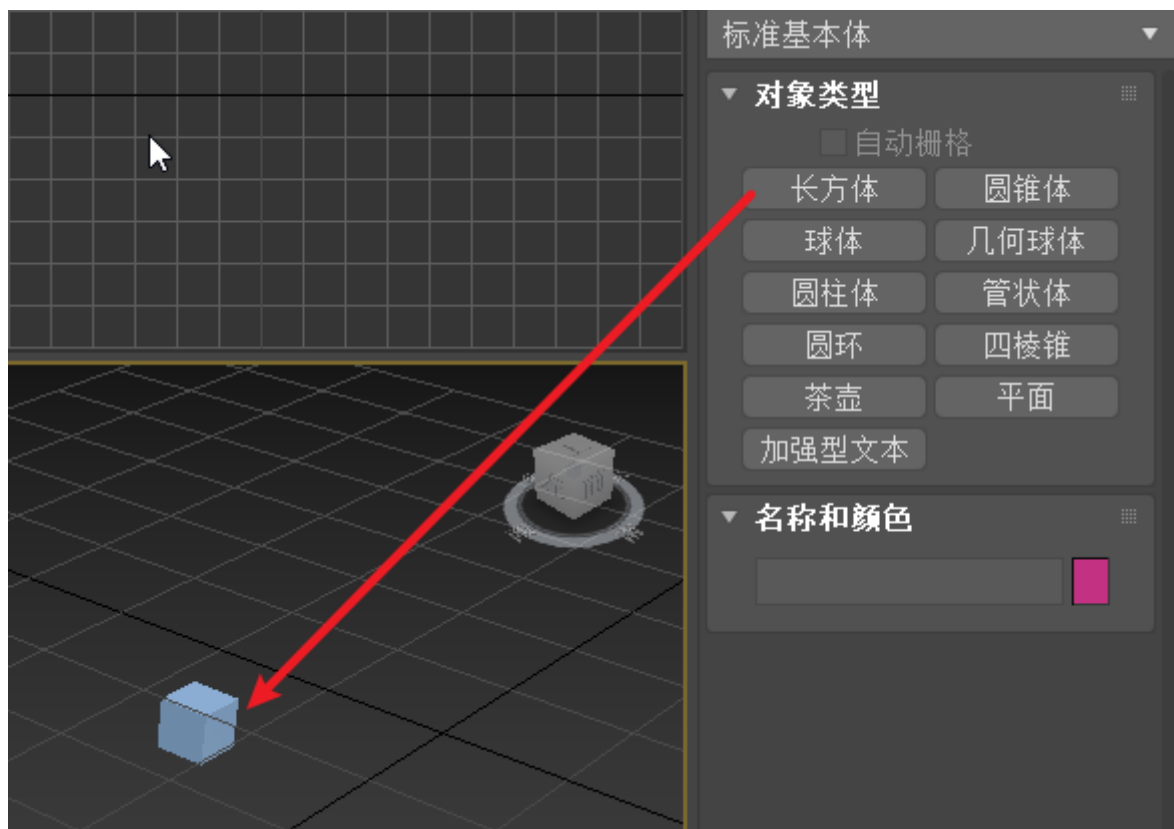 标准基本体
对象类型
自动栅格
长方体 圆锥体
球体 几何球体
圆柱体 管状体
圆环 四棱锥
茶壶 平面
加强型文本
名称和颜色